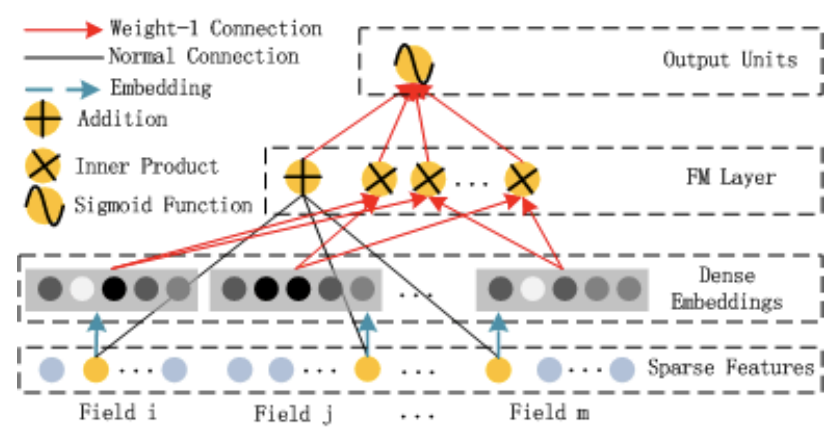 Weight-1 Connection
Normal Connection
Embedding
Addition
Inner Product
Sigmoid Function
Output Units
...
FM Layer
...
Dense
Embeddings
... ... ... ...
Sparse Features
Field i Field j ... Field m